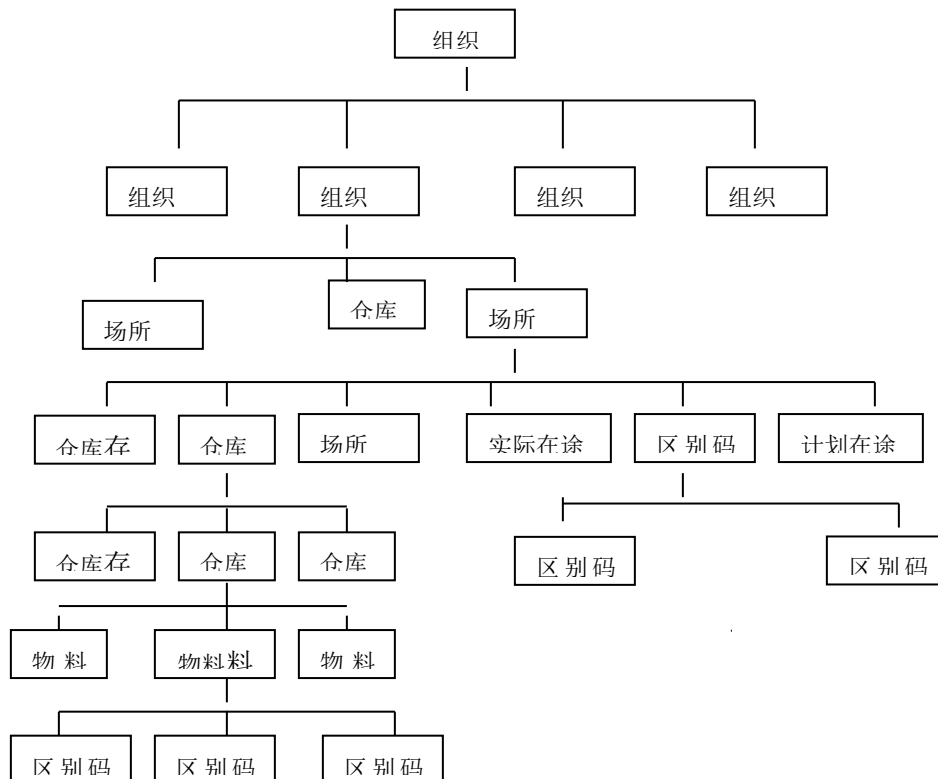 组织
组织 组织 组织 组织
场所 仓库 场所
仓库存 仓库 场所 实际在途 区别码 计划在途
仓库存 仓库 仓库 区别码 区别码
物料 物料料 物料
区别码 区别码 区别码